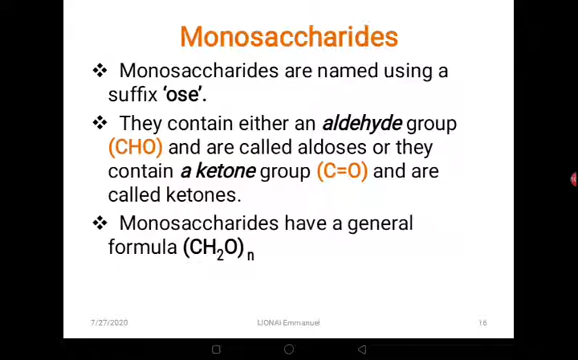 Monosaccharides
❖ Monosaccharides are named using a
suffix ‘ose’.
❖ They contain either an aldehyde group
(CHO) and are called aldoses or they
contain a ketone group (C=O) and are
called ketones.
❖ Monosaccharides have a general
formula (CH₂O)ₙ
7/27/2020 LIONAI Emmanuel 16